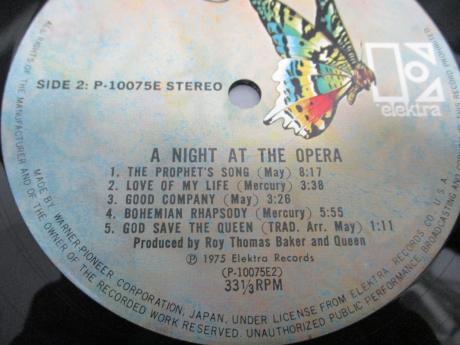 elektra
SIDE 2: P-10075E STEREO
A NIGHT AT THE OPERA
1. THE PROPHET'S SONG (May) 8:17
2. LOVE OF MY LIFE (Mercury) 3:38
3. GOOD COMPANY (May) 3:26
4. BOHEMIAN RHAPSODY (Mercury) 5:55
5. GOD SAVE THE QUEEN (TRAD. Arr. May) 1:11
Produced by Roy Thomas Baker and Queen
Ⓟ 1975 Elektra Records
(P-10075E2)
33⅓RPM
ALL RIGHTS OF THE MANUFACTURER AND OF THE OWNER OF THE RECORDED WORK RESERVED. UNAUTHORIZED PUBLIC PERFORMANCE, BROADCASTING AND
MADE BY WARNER-PIONEER CORPORATION, JAPAN, UNDER LICENSE FROM ELEKTRA RECORDS CO., U.S.A.